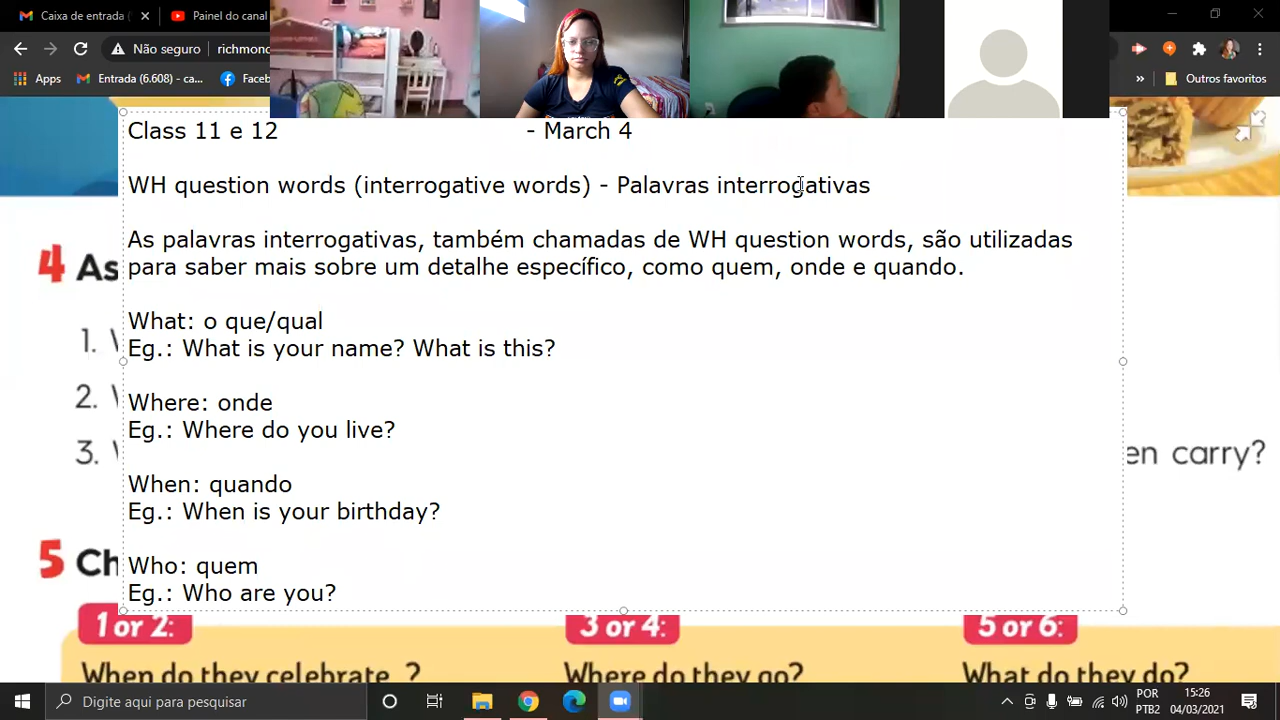 Caixa de entrada
Painel do canal
Não seguro
richmond
Apps
Entrada (6.608) - ca...
Faceb
Outros favoritos
Class 11 e 12 - March 4
WH question words (interrogative words) - Palavras interrogativas
As palavras interrogativas, também chamadas de WH question words, são utilizadas
para saber mais sobre um detalhe específico, como quem, onde e quando.
What: o que/qual
Eg.: What is your name? What is this?
Where: onde
Eg.: Where do you live?
When: quando
Eg.: When is your birthday?
Who: quem
Eg.: Who are you?
4 As
1.
2.
3.
en carry?
5 Ch
1 or 2:
3 or 4:
5 or 6:
When do they celebrate ?
Where do they go?
What do they do?
Digite aqui para pesquisar
POR
PTB2
15:26
04/03/2021